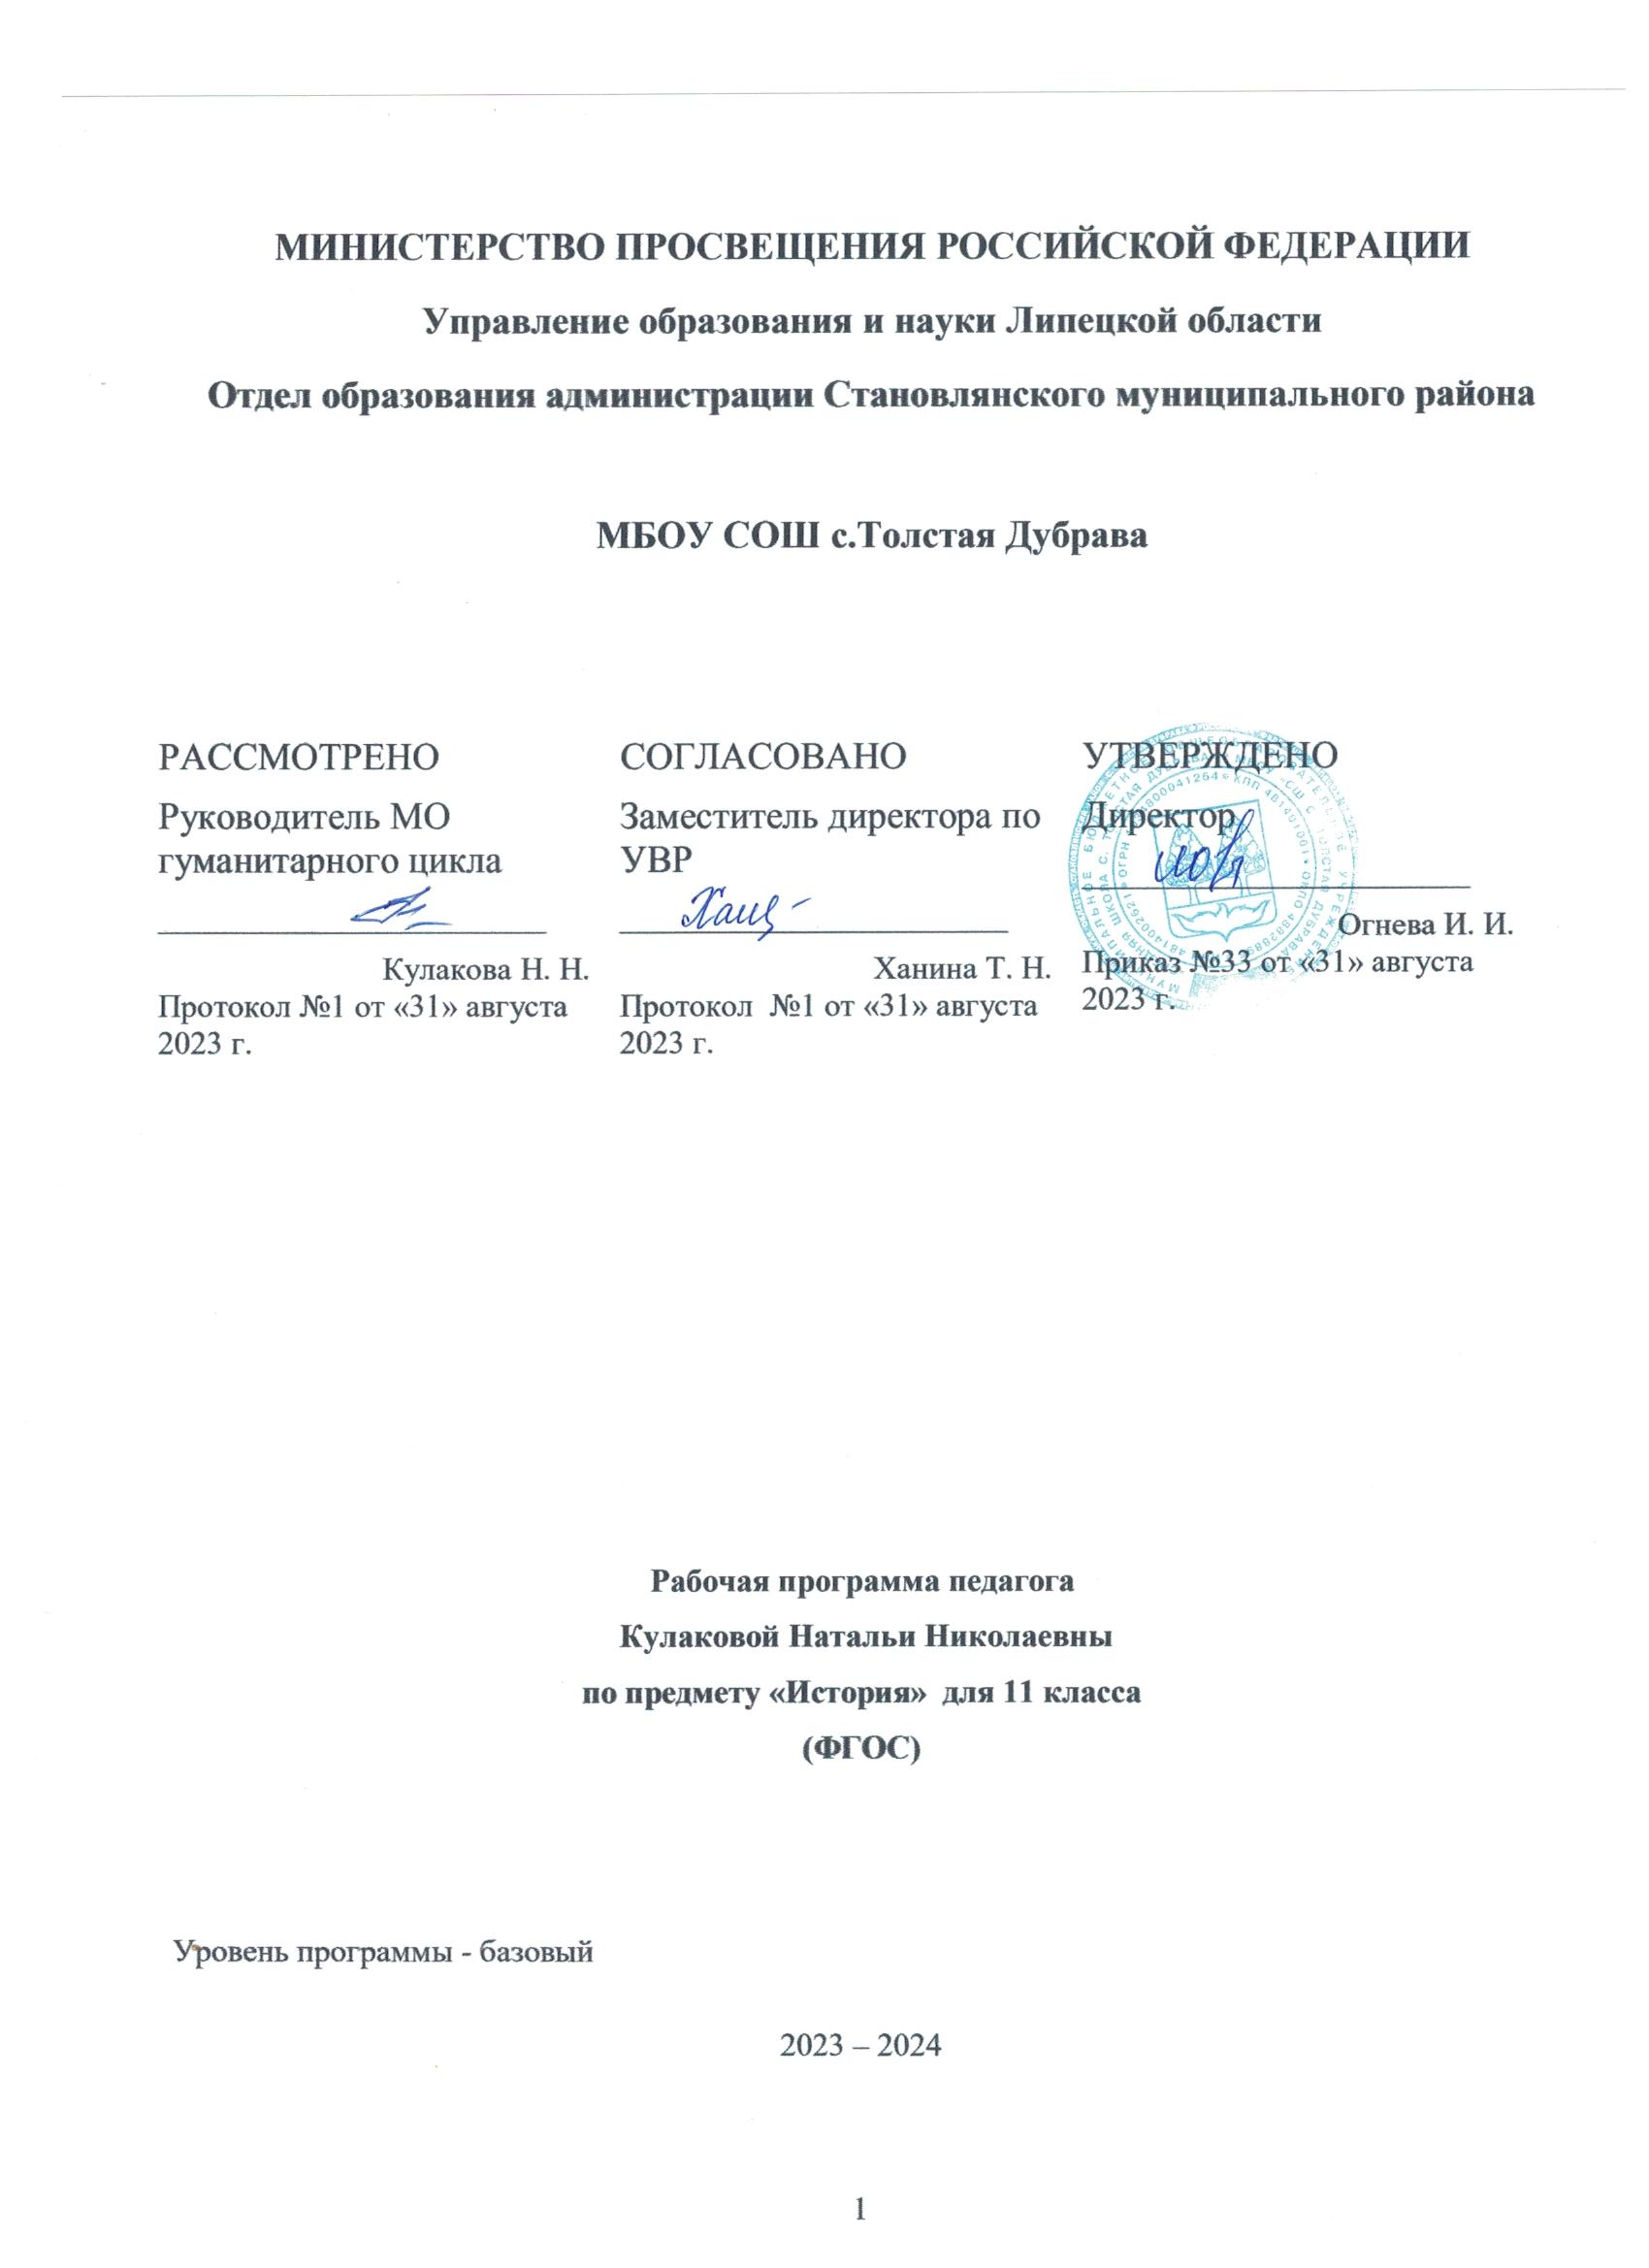 МИНИСТЕРСТВО ПРОСВЕЩЕНИЯ РОССИЙСКОЙ ФЕДЕРАЦИИ
Управление образования и науки Липецкой области
Отдел образования администрации Становлянского муниципального района
МБОУ СОШ с.Толстая Дубрава
РАССМОТРЕНО
Руководитель МО
гуманитарного цикла
Кулакова Н. Н.
Протокол №1 от «31» августа
2023 г.
СОГЛАСОВАНО
Заместитель директора по
УВР
Ханина Т. Н.
Протокол №1 от «31» августа
2023 г.
УТВЕРЖДЕНО
Директор
Огнева И. И.
Приказ №33 от «31» августа
2023 г.
Рабочая программа педагога
Кулаковой Натальи Николаевны
по предмету «История» для 11 класса
(ФГОС)
Уровень программы - базовый
2023 – 2024
1